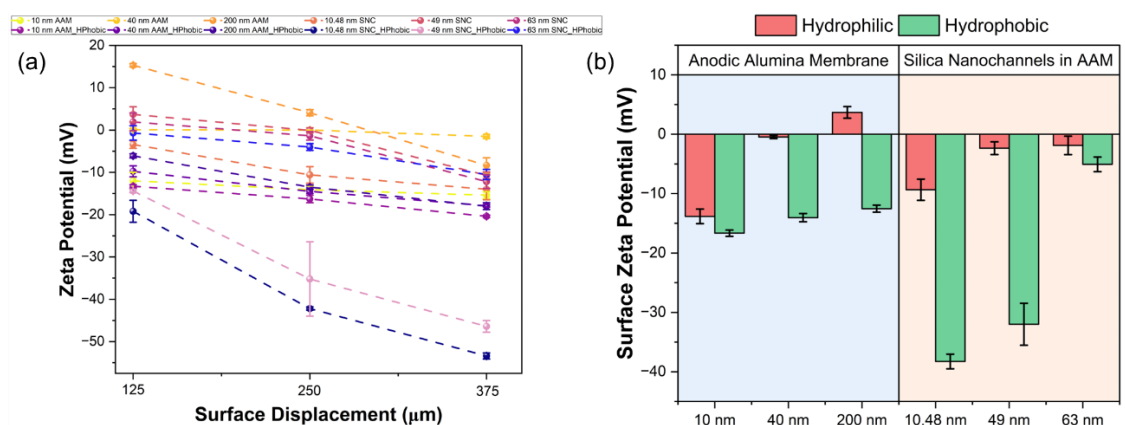 10 nm AAM 40 nm AAM 200 nm AAM 10.48 nm SNC 49 nm SNC 63 nm SNC
10 nm AAM_HPhobic 40 nm AAM_HPhobic 200 nm AAM_HPhobic 10.48 nm SNC_HPhobic 49 nm SNC_HPhobic 63 nm SNC_HPhobic
(a)
Zeta Potential (mV)
20
10
0
−10
−20
−30
−40
−50
125 250 375
Surface Displacement (μm)
Hydrophilic Hydrophobic
(b)
Anodic Alumina Membrane Silica Nanochannels in AAM
Surface Zeta Potential (mV)
10
0
−10
−20
−30
−40
10 nm 40 nm 200 nm 10.48 nm 49 nm 63 nm